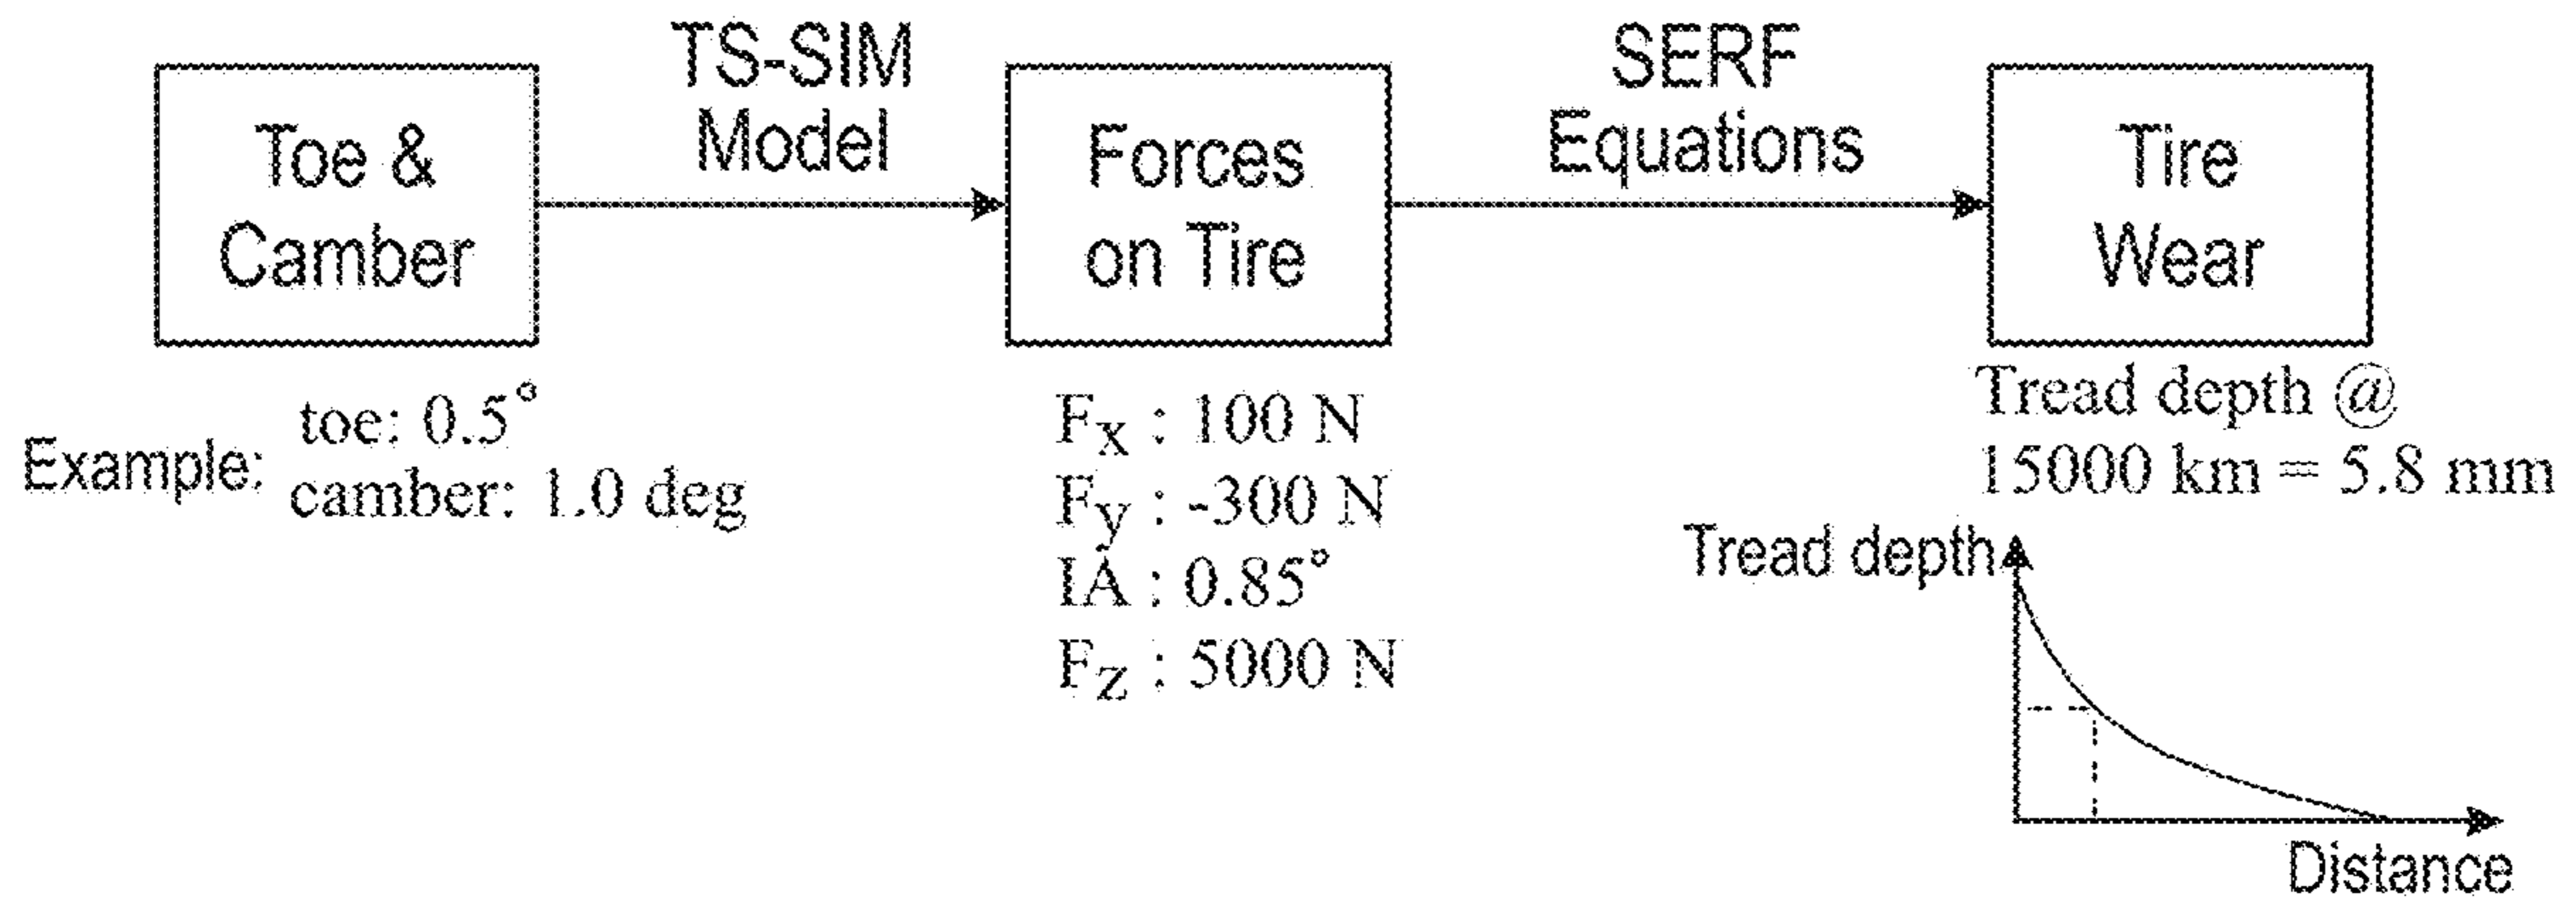 Toe &
Camber
TS-SIM
Model
Forces
on Tire
SERF
Equations
Tire
Wear
Example:
toe: 0.5°
camber: 1.0 deg
Fx : 100 N
Fy : -300 N
IA : 0.85°
Fz : 5000 N
Tread depth @
15000 km = 5.8 mm
Tread depth
Distance